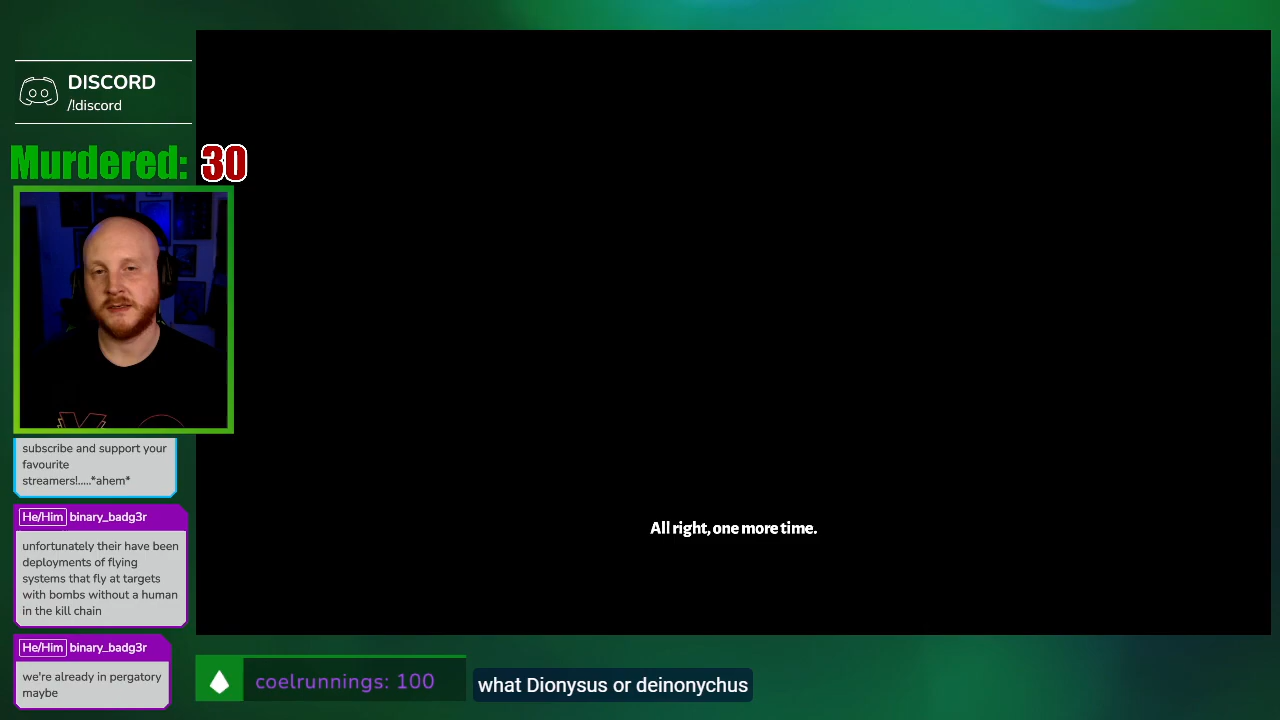 DISCORD
/!discord
Murdered: 30
subscribe and support your
favourite
streamers!.....*ahem*
He/Him binary_badg3r
unfortunately their have been
deployments of flying
systems that fly at targets
with bombs without a human
in the kill chain
He/Him binary_badg3r
we're already in pergatory
maybe
All right, one more time.
coelrunnings: 100
what Dionysus or deinonychus